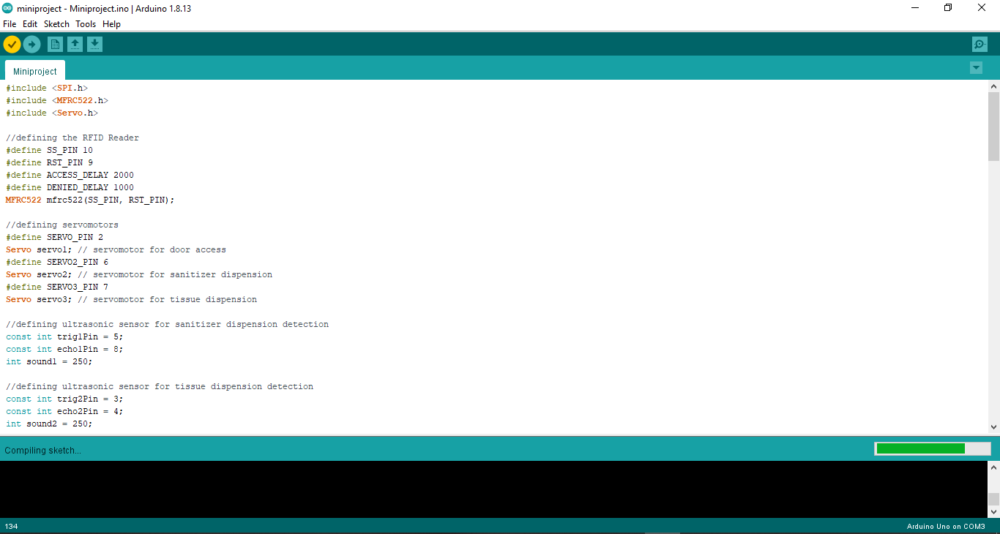 miniproject - Miniproject.ino | Arduino 1.8.13
File Edit Sketch Tools Help
Miniproject
#include <SPI.h>
#include <MFRC522.h>
#include <Servo.h>
//defining the RFID Reader
#define SS_PIN 10
#define RST_PIN 9
#define ACCESS_DELAY 2000
#define DENIED_DELAY 1000
MFRC522 mfrc522(SS_PIN, RST_PIN);
//defining servomotors
#define SERVO_PIN 2
Servo servo1; // servomotor for door access
#define SERVO2_PIN 6
Servo servo2; // servomotor for sanitizer dispension
#define SERVO3_PIN 7
Servo servo3; // servomotor for tissue dispension
//defining ultrasonic sensor for sanitizer dispension detection
const int trig1Pin = 5;
const int echo1Pin = 8;
int sound1 = 250;
//defining ultrasonic sensor for tissue dispension detection
const int trig2Pin = 3;
const int echo2Pin = 4;
int sound2 = 250;
Compiling sketch...
134
Arduino Uno on COM3